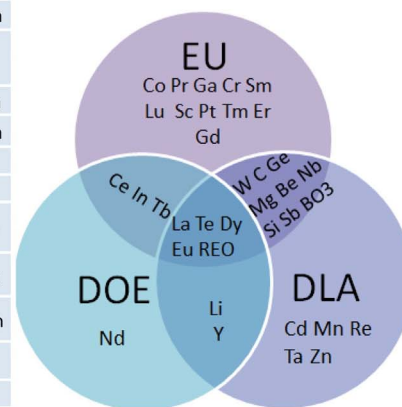 EU
Co Pr Ga Cr Sm
Lu Sc Pt Tm Er
Gd
Ce In Tb
W C Ge
Mg Be Nb
Si Sb BO3
La Te Dy
Eu REO
DOE
Nd
Li
Y
DLA
Cd Mn Re
Ta Zn